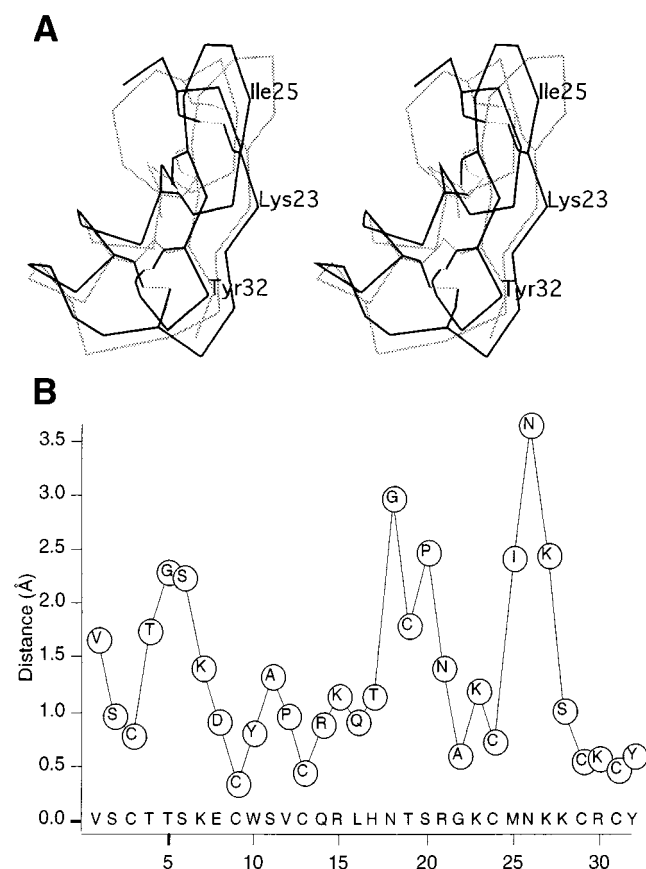 A
Ile25 Ile25
Lys23 Lys23
Tyr32 Tyr32
B
Distance (Å)
3.5
3.0
2.5
2.0
1.5
1.0
0.5
0.0
V S C T G S K D C Y A P C R K Q T G C P N A K C I N K S C K C Y
V S C T T S K E C W S V C Q R L H N T S R G K C M N K K C R C Y
5 10 15 20 25 30